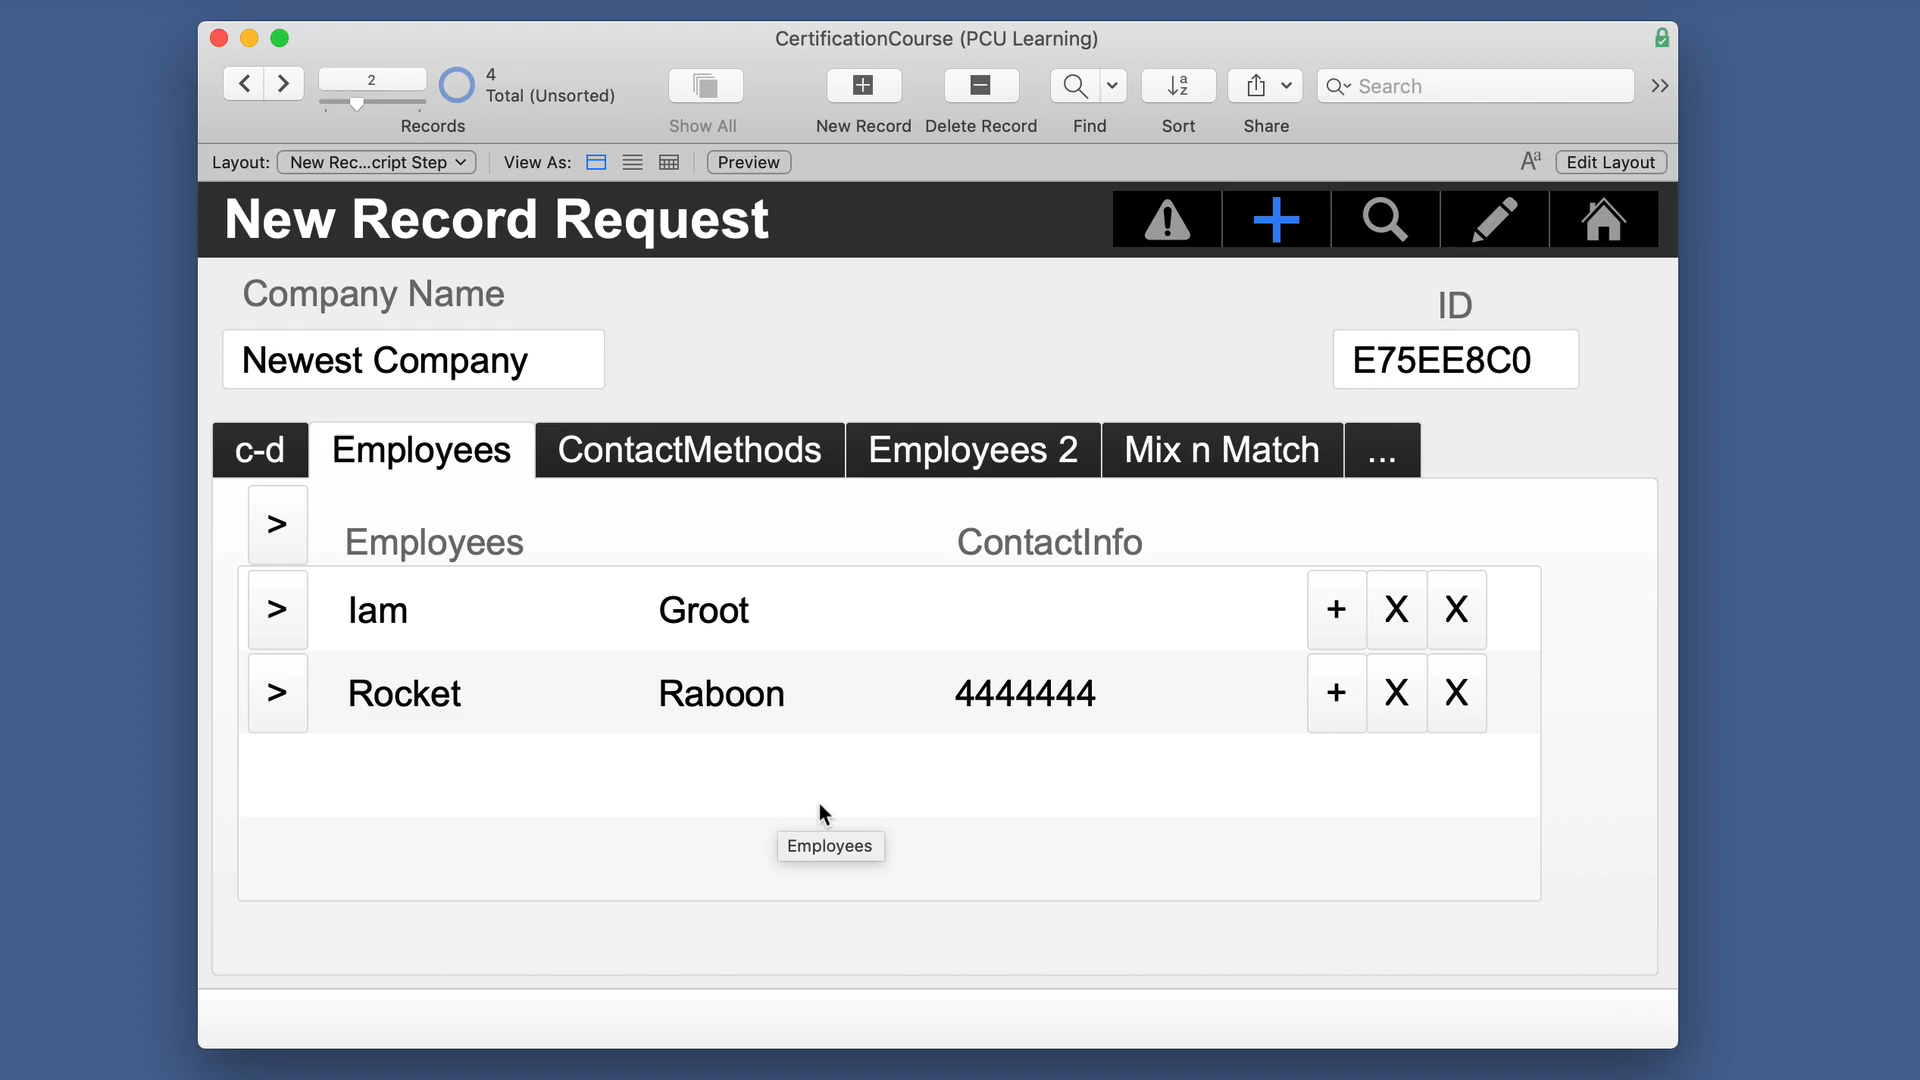 CertificationCourse (PCU Learning)
2
4
Total (Unsorted)
Records
Show All
New Record
Delete Record
Find
Sort
Share
Search
Layout: New Rec...cript Step
View As:
Preview
Aa
Edit Layout
New Record Request
Company Name
ID
Newest Company
E75EE8C0
c-d
Employees
ContactMethods
Employees 2
Mix n Match
...
>
Employees
ContactInfo
> Iam Groot + X X
> Rocket Raboon 4444444 + X X
Employees